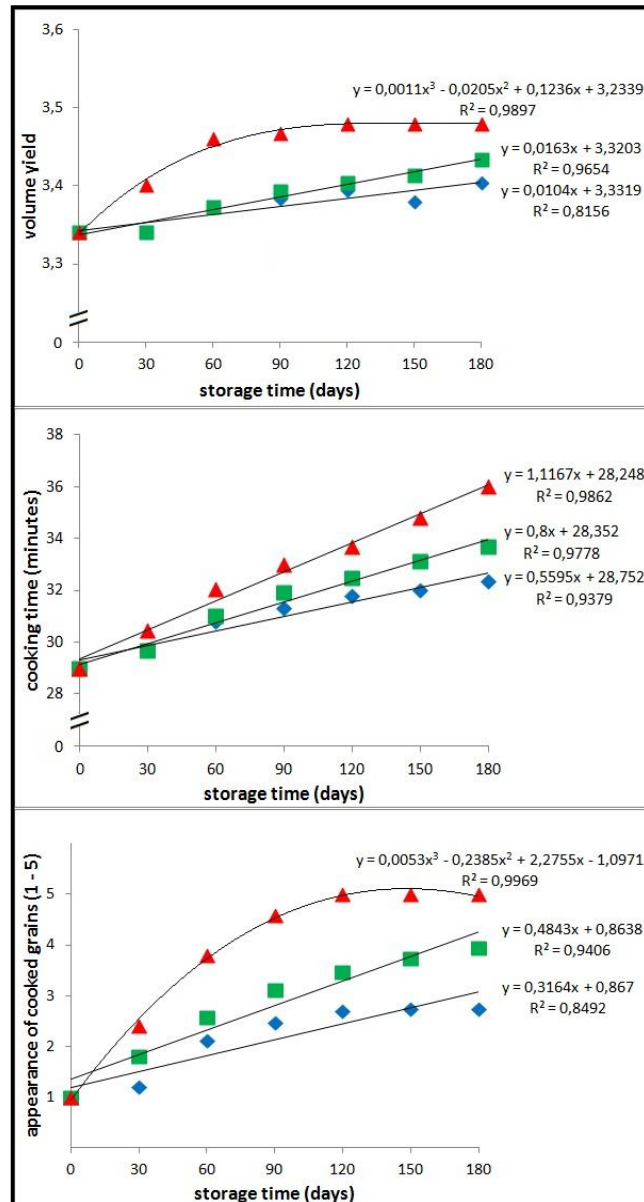 3,6
y = 0,0011x³ - 0,0205x² + 0,1236x + 3,2339
R² = 0,9897
3,5
y = 0,0163x + 3,3203
R² = 0,9654
3,4
y = 0,0104x + 3,3319
R² = 0,8156
3,3
0
volume yield
0 30 60 90 120 150 180
storage time (days)
38
36
y = 1,1167x + 28,248
R² = 0,9862
34
y = 0,8x + 28,352
R² = 0,9778
32
y = 0,5595x + 28,752
R² = 0,9379
30
28
0
cooking time (minutes)
0 30 60 90 120 150 180
storage time (days)
y = 0,0053x³ - 0,2385x² + 2,2755x - 1,0971
R² = 0,9969
5
y = 0,4843x + 0,8638
R² = 0,9406
4
3
y = 0,3164x + 0,867
R² = 0,8492
2
1
appearance of cooked grains (1 - 5)
0 30 60 90 120 150 180
storage time (days)